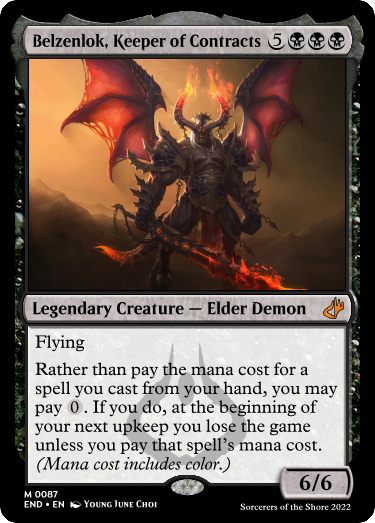 Belzenlok, Keeper of Contracts 5
Legendary Creature — Elder Demon
Flying
Rather than pay the mana cost for a
spell you cast from your hand, you may
pay 0. If you do, at the beginning of
your next upkeep you lose the game
unless you pay that spell's mana cost.
(Mana cost includes color.)
6/6
M 0087
END • EN Young June Choi
Sorcerers of the Shore 2022